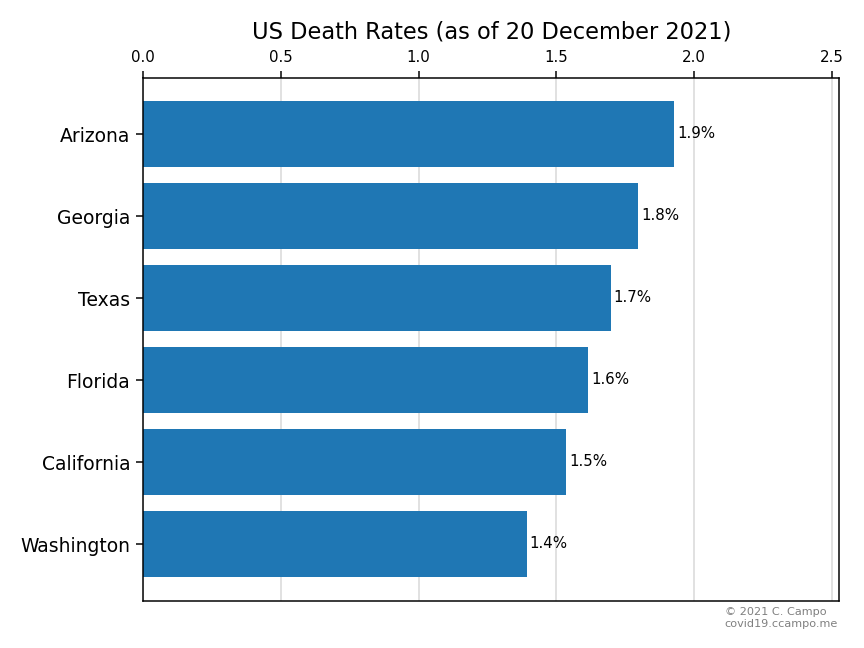 US Death Rates (as of 20 December 2021)
0.0 0.5 1.0 1.5 2.0 2.5
Arizona 1.9%
Georgia 1.8%
Texas 1.7%
Florida 1.6%
California 1.5%
Washington 1.4%
© 2021 C. Campo
covid19.ccampo.me